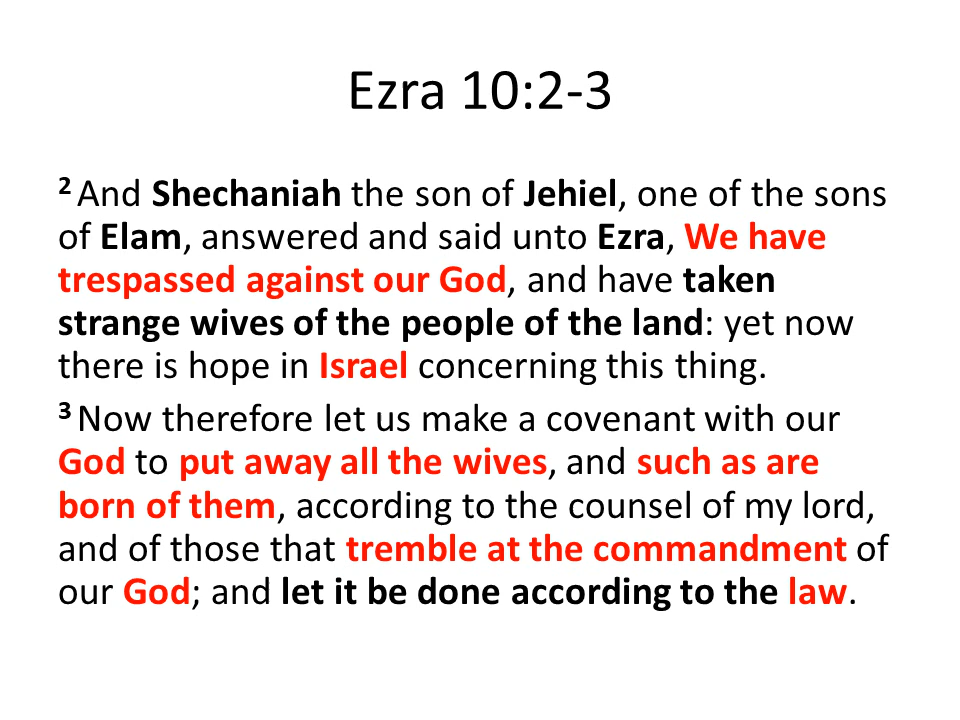 Ezra 10:2-3
2 And Shechaniah the son of Jehiel, one of the sons
of Elam, answered and said unto Ezra, We have
trespassed against our God, and have taken
strange wives of the people of the land: yet now
there is hope in Israel concerning this thing.
3 Now therefore let us make a covenant with our
God to put away all the wives, and such as are
born of them, according to the counsel of my lord,
and of those that tremble at the commandment of
our God; and let it be done according to the law.